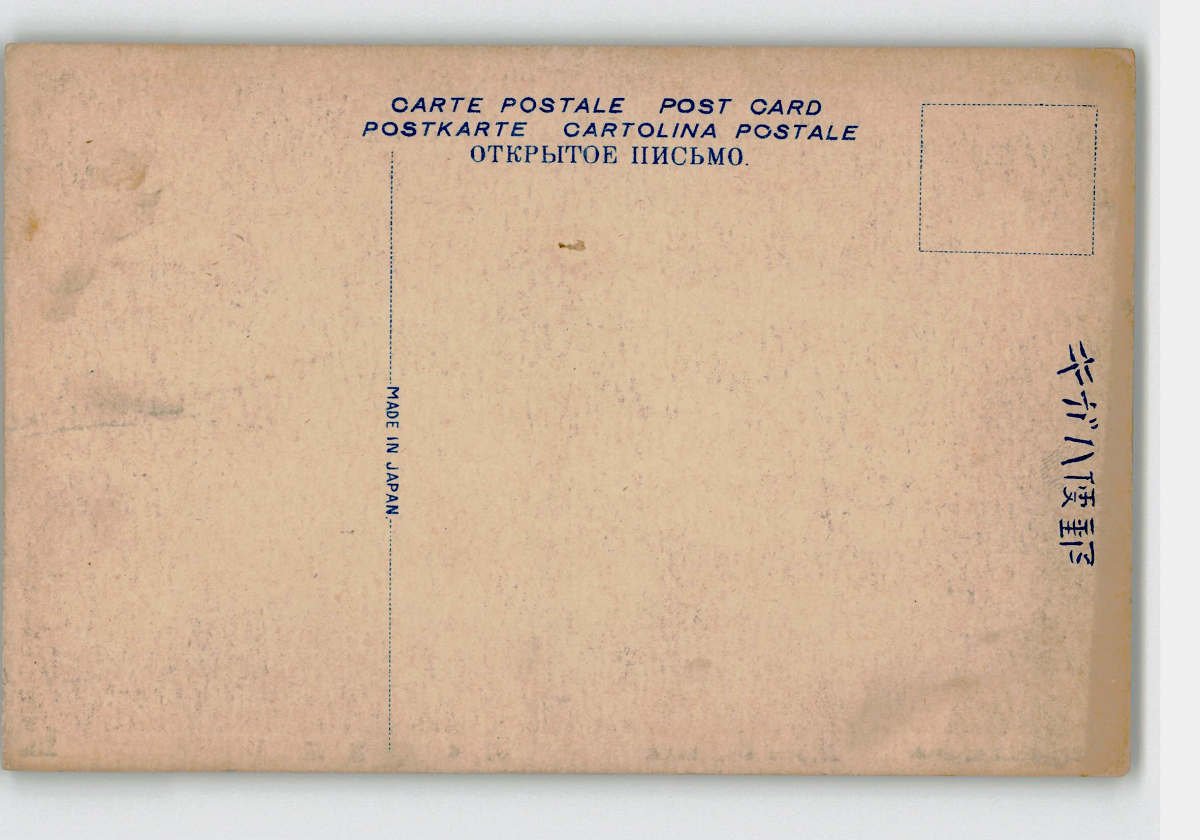 CARTE POSTALE POST CARD
POSTKARTE CARTOLINA POSTALE
ОТКРЫТОЕ ПИСЬМО.
MADE IN JAPAN.
郵便ハガキ